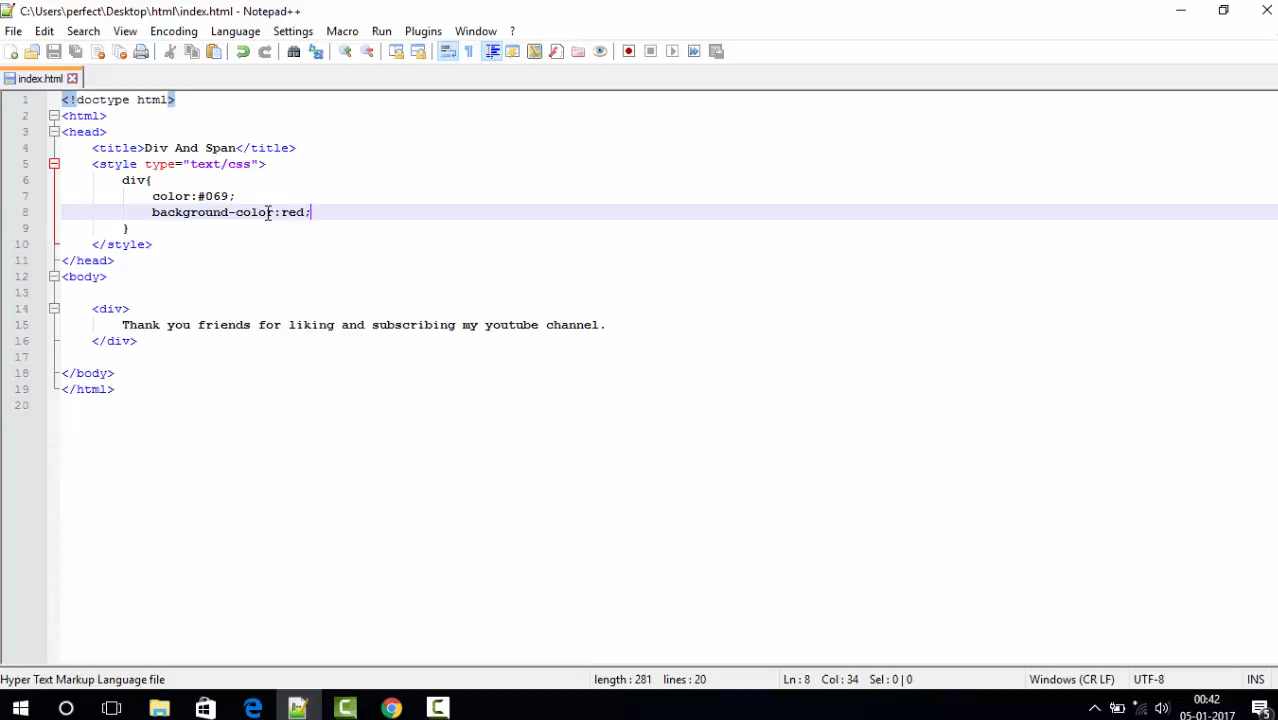 C:\Users\perfect\Desktop\html\index.html - Notepad++
File Edit Search View Encoding Language Settings Macro Run Plugins Window ?
index.html
1 <!doctype html>
2 <html>
3 <head>
4 <title>Div And Span</title>
5 <style type="text/css">
6 div{
7 color:#069;
8 background-color:red;
9 }
10 </style>
11 </head>
12 <body>
13
14 <div>
15 Thank you friends for liking and subscribing my youtube channel.
16 </div>
17
18 </body>
19 </html>
20
Hyper Text Markup Language file length : 281 lines : 20 Ln : 8 Col : 34 Sel : 0 | 0 Windows (CR LF) UTF-8 INS
00:42
05-01-2017